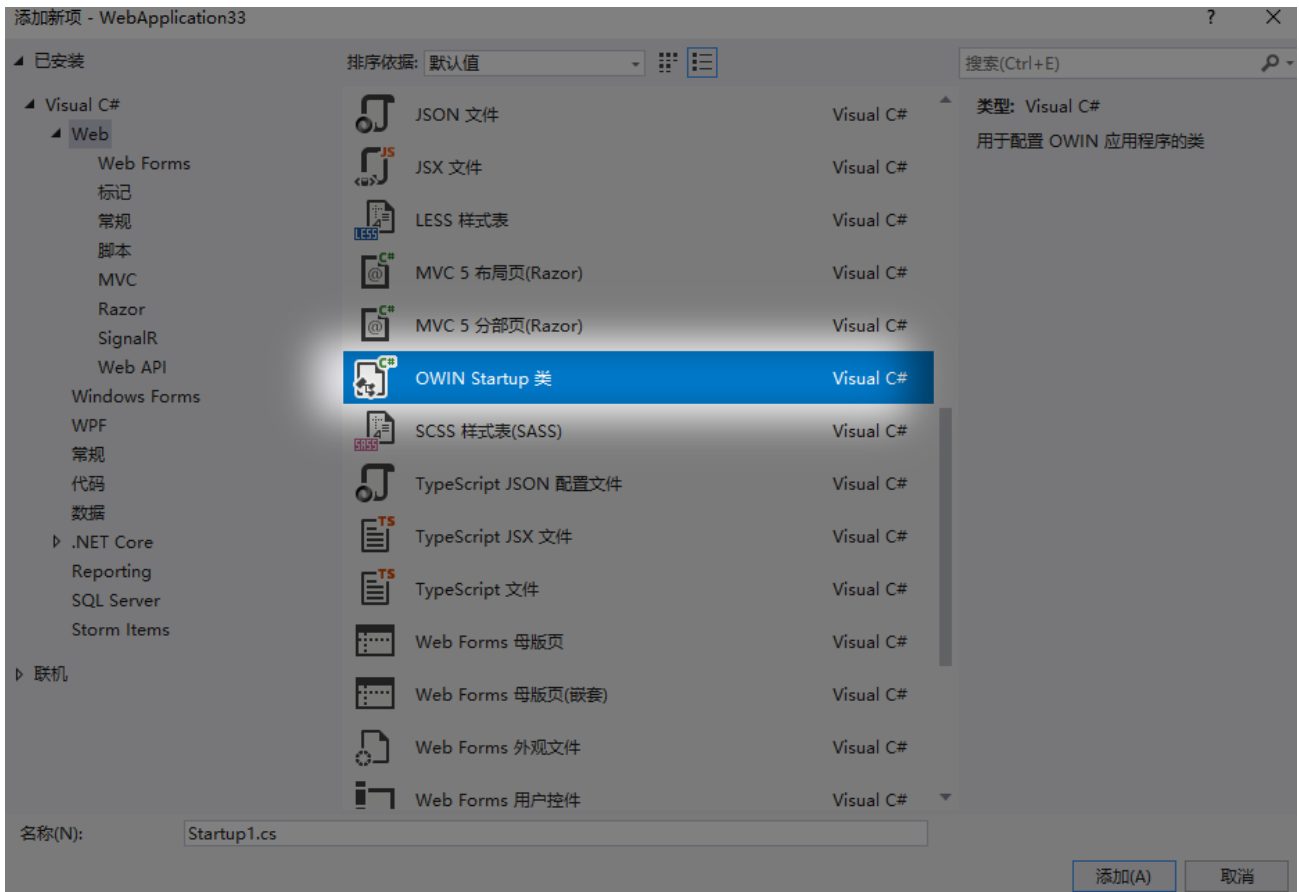 添加新项 - WebApplication33
? ×
已安装
排序依据: 默认值
搜索(Ctrl+E)
Visual C#
Web
Web Forms
标记
常规
脚本
MVC
Razor
SignalR
Web API
Windows Forms
WPF
常规
代码
数据
.NET Core
Reporting
SQL Server
Storm Items
联机
JSON 文件 Visual C#
JS JSX 文件 Visual C#
LESS LESS 样式表 Visual C#
C# @ MVC 5 布局页(Razor) Visual C#
C# @ MVC 5 分部页(Razor) Visual C#
C# OWIN Startup 类 Visual C#
SASS SCSS 样式表(SASS) Visual C#
TypeScript JSON 配置文件 Visual C#
TS TypeScript JSX 文件 Visual C#
TS TypeScript 文件 Visual C#
Web Forms 母版页 Visual C#
Web Forms 母版页(嵌套) Visual C#
Web Forms 外观文件 Visual C#
Web Forms 用户控件 Visual C#
类型: Visual C#
用于配置 OWIN 应用程序的类
名称(N): Startup1.cs
添加(A) 取消